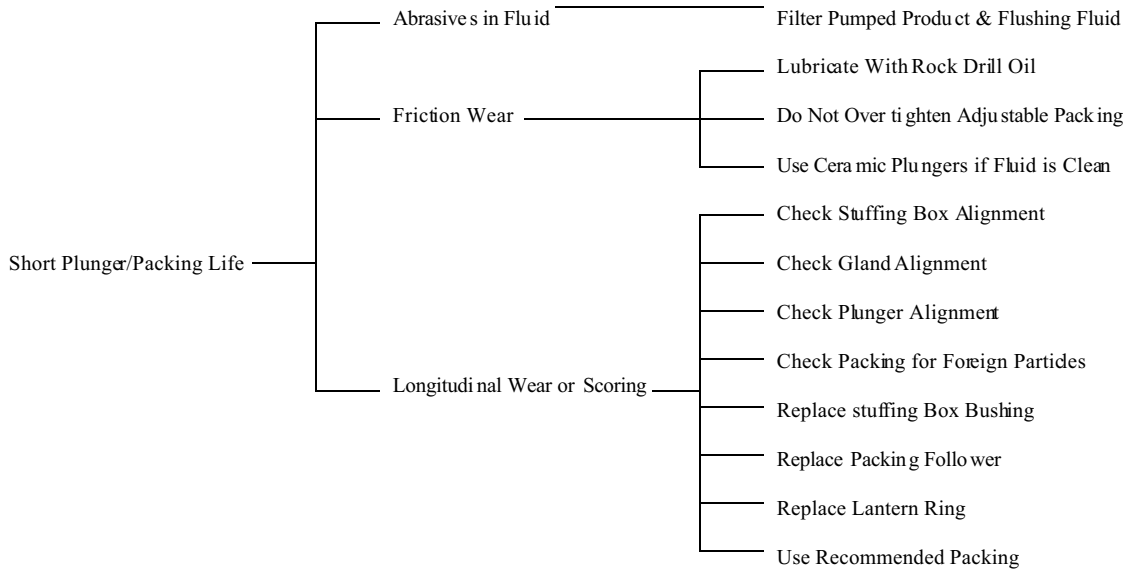 Abrasives in Fluid
Filter Pumped Product & Flushing Fluid
Lubricate With Rock Drill Oil
Friction Wear
Do Not Over tighten Adjustable Packing
Use Ceramic Plungers if Fluid is Clean
Check Stuffing Box Alignment
Short Plunger/Packing Life
Check Gland Alignment
Check Plunger Alignment
Check Packing for Foreign Particles
Longitudinal Wear or Scoring
Replace stuffing Box Bushing
Replace Packing Follower
Replace Lantern Ring
Use Recommended Packing